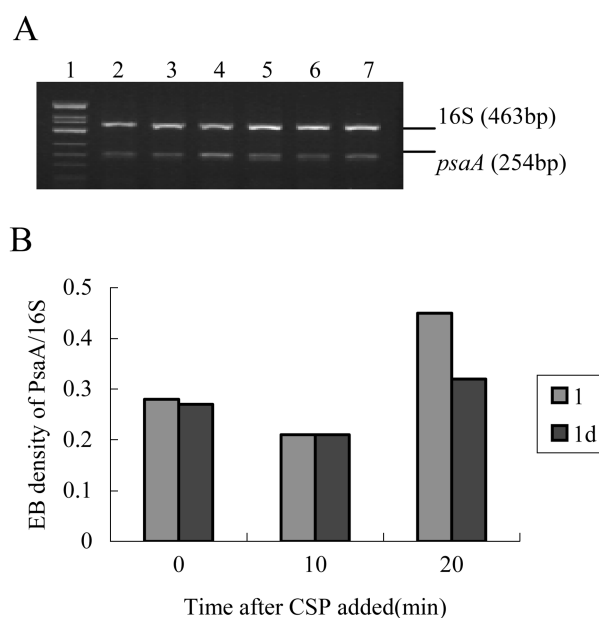 A
1 2 3 4 5 6 7
16S (463bp)
psaA (254bp)
B
EB density of PsaA/16S
0.5
0.4
0.3
0.2
0.1
0
0 10 20
Time after CSP added(min)
1
1d